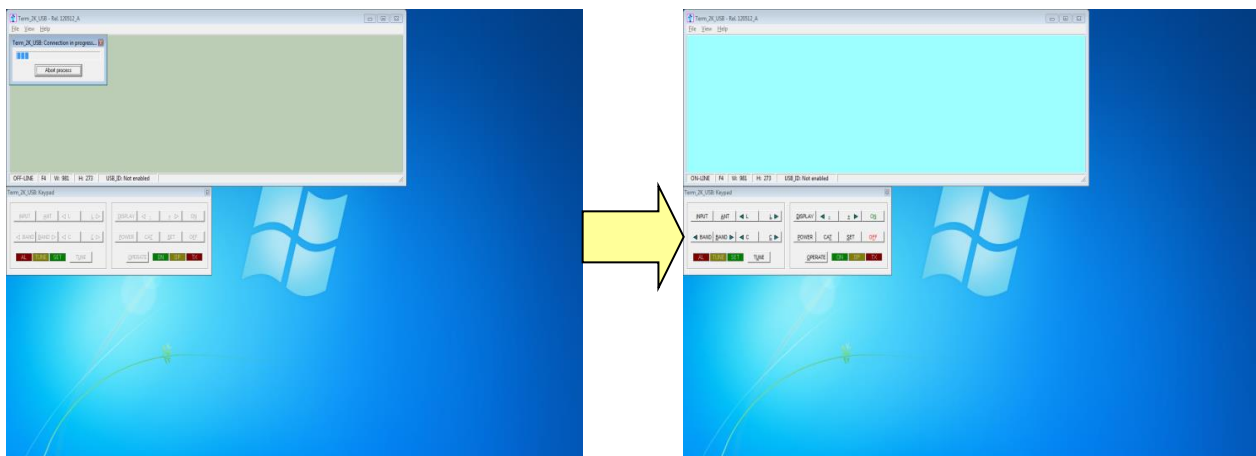 Term_2K_USB - Rel. 120512_A
File View Help
Term_2K_USB: Connection in progress...
Abort process
OFF-LINE : F4 W: 981 H: 273 USB_ID: Not enabled
Term_2K_USB: Keypad
INPUT ANT ◁ L L ▷ DISPLAY ◁ - + ▷ ON
◁ BAND BAND ▷ ◁ C C ▷ POWER CAT SET OFF
AL TUNE SET TUNE OPERATE ON OP TX
Term_2K_USB - Rel. 120512_A
File View Help
ON-LINE F4 W: 981 H: 273 USB_ID: Not enabled
Term_2K_USB: Keypad
INPUT ANT ◀ L L ▶ DISPLAY ◀ - + ▶ ON
◀ BAND BAND ▶ ◀ C C ▶ POWER CAT SET OFF
AL TUNE SET TUNE OPERATE ON OP TX